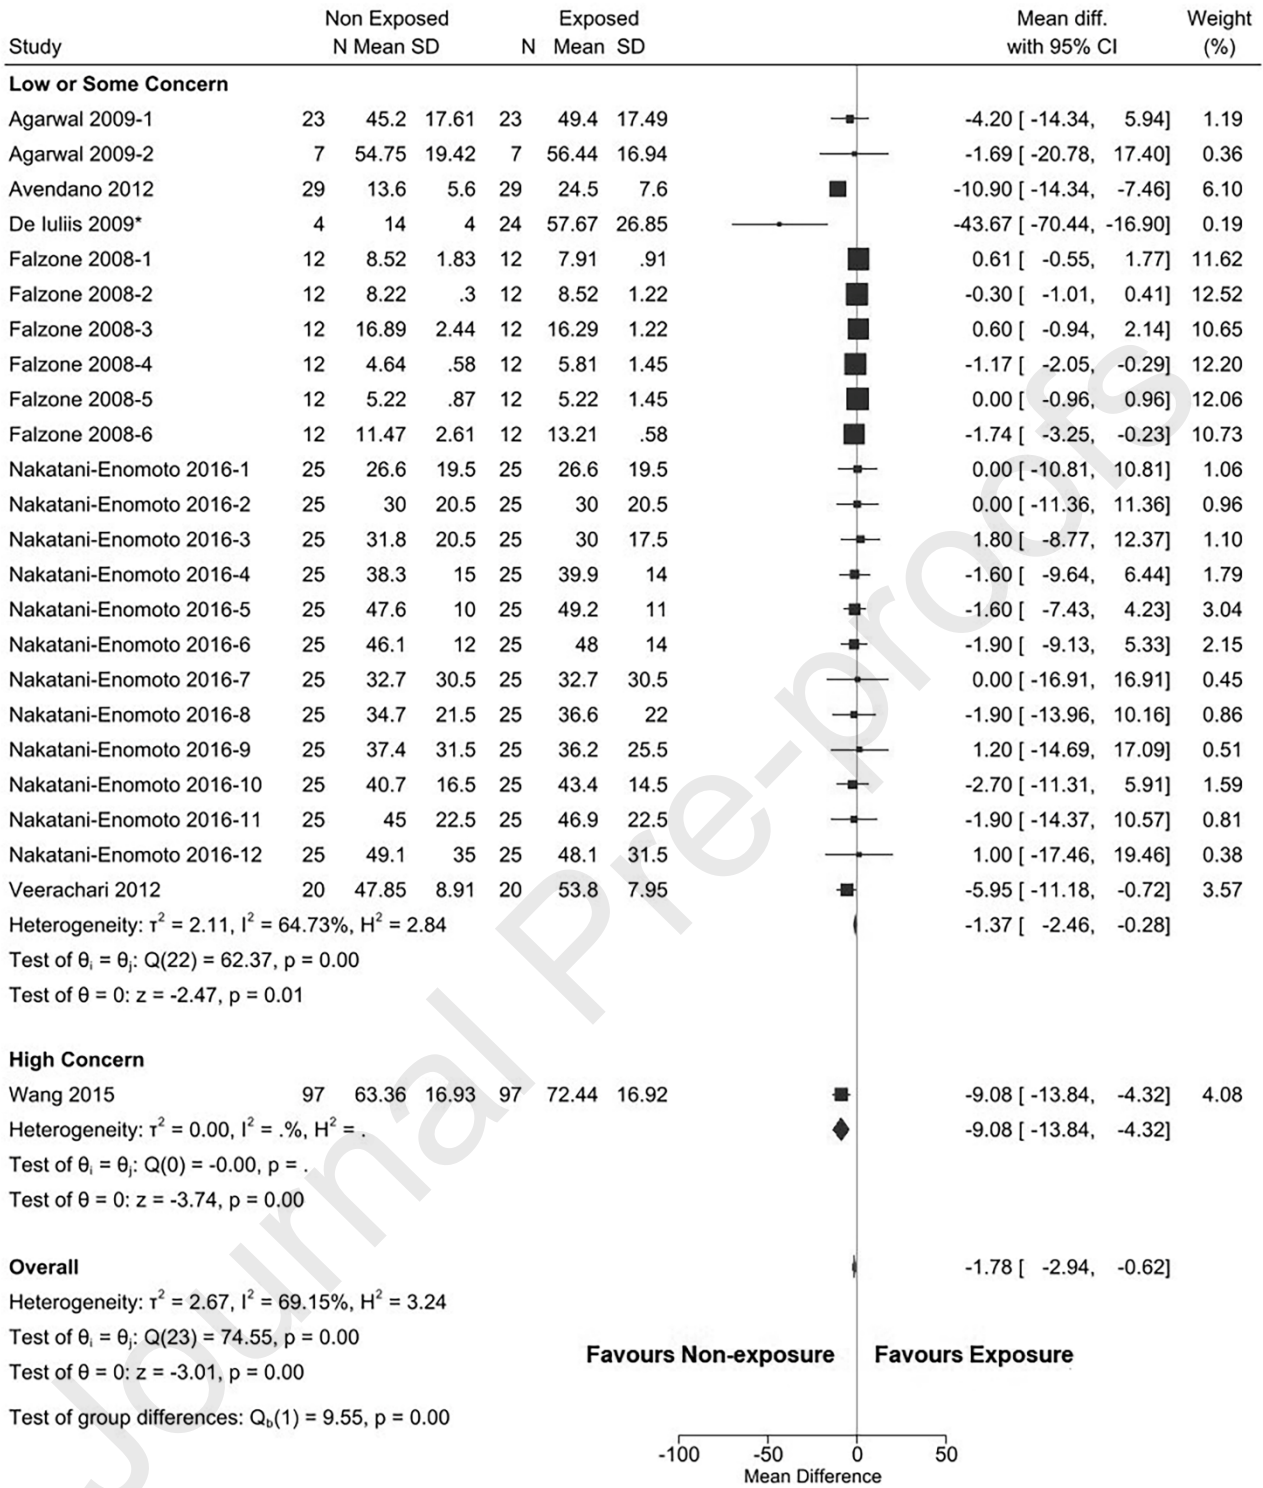 Non Exposed Exposed Mean diff. Weight
Study N Mean SD N Mean SD with 95% CI (%)
Low or Some Concern
Agarwal 2009-1 23 45.2 17.61 23 49.4 17.49 -4.20 [ -14.34, 5.94] 1.19
Agarwal 2009-2 7 54.75 19.42 7 56.44 16.94 -1.69 [ -20.78, 17.40] 0.36
Avendano 2012 29 13.6 5.6 29 24.5 7.6 -10.90 [ -14.34, -7.46] 6.10
De Iuliis 2009* 4 14 4 24 57.67 26.85 -43.67 [ -70.44, -16.90] 0.19
Falzone 2008-1 12 8.52 1.83 12 7.91 .91 0.61 [ -0.55, 1.77] 11.62
Falzone 2008-2 12 8.22 .3 12 8.52 1.22 -0.30 [ -1.01, 0.41] 12.52
Falzone 2008-3 12 16.89 2.44 12 16.29 1.22 0.60 [ -0.94, 2.14] 10.65
Falzone 2008-4 12 4.64 .58 12 5.81 1.45 -1.17 [ -2.05, -0.29] 12.20
Falzone 2008-5 12 5.22 .87 12 5.22 1.45 0.00 [ -0.96, 0.96] 12.06
Falzone 2008-6 12 11.47 2.61 12 13.21 .58 -1.74 [ -3.25, -0.23] 10.73
Nakatani-Enomoto 2016-1 25 26.6 19.5 25 26.6 19.5 0.00 [ -10.81, 10.81] 1.06
Nakatani-Enomoto 2016-2 25 30 20.5 25 30 20.5 0.00 [ -11.36, 11.36] 0.96
Nakatani-Enomoto 2016-3 25 31.8 20.5 25 30 17.5 1.80 [ -8.77, 12.37] 1.10
Nakatani-Enomoto 2016-4 25 38.3 15 25 39.9 14 -1.60 [ -9.64, 6.44] 1.79
Nakatani-Enomoto 2016-5 25 47.6 10 25 49.2 11 -1.60 [ -7.43, 4.23] 3.04
Nakatani-Enomoto 2016-6 25 46.1 12 25 48 14 -1.90 [ -9.13, 5.33] 2.15
Nakatani-Enomoto 2016-7 25 32.7 30.5 25 32.7 30.5 0.00 [ -16.91, 16.91] 0.45
Nakatani-Enomoto 2016-8 25 34.7 21.5 25 36.6 22 -1.90 [ -13.96, 10.16] 0.86
Nakatani-Enomoto 2016-9 25 37.4 31.5 25 36.2 25.5 1.20 [ -14.69, 17.09] 0.51
Nakatani-Enomoto 2016-10 25 40.7 16.5 25 43.4 14.5 -2.70 [ -11.31, 5.91] 1.59
Nakatani-Enomoto 2016-11 25 45 22.5 25 46.9 22.5 -1.90 [ -14.37, 10.57] 0.81
Nakatani-Enomoto 2016-12 25 49.1 35 25 48.1 31.5 1.00 [ -17.46, 19.46] 0.38
Veerachari 2012 20 47.85 8.91 20 53.8 7.95 -5.95 [ -11.18, -0.72] 3.57
Heterogeneity: τ² = 2.11, I² = 64.73%, H² = 2.84 -1.37 [ -2.46, -0.28]
Test of θᵢ = θⱼ: Q(22) = 62.37, p = 0.00
Test of θ = 0: z = -2.47, p = 0.01
High Concern
Wang 2015 97 63.36 16.93 97 72.44 16.92 -9.08 [ -13.84, -4.32] 4.08
Heterogeneity: τ² = 0.00, I² = .%, H² = . -9.08 [ -13.84, -4.32]
Test of θᵢ = θⱼ: Q(0) = -0.00, p = .
Test of θ = 0: z = -3.74, p = 0.00
Overall -1.78 [ -2.94, -0.62]
Heterogeneity: τ² = 2.67, I² = 69.15%, H² = 3.24
Test of θᵢ = θⱼ: Q(23) = 74.55, p = 0.00
Test of θ = 0: z = -3.01, p = 0.00
Favours Non-exposure Favours Exposure
Test of group differences: Q_b(1) = 9.55, p = 0.00
-100 -50 0 50
Mean Difference
Journal Pre-proofs